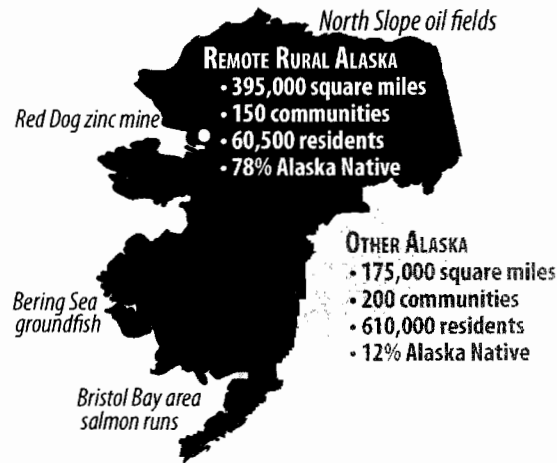 North Slope oil fields
REMOTE RURAL ALASKA
• 395,000 square miles
• 150 communities
• 60,500 residents
• 78% Alaska Native
Red Dog zinc mine
OTHER ALASKA
• 175,000 square miles
• 200 communities
• 610,000 residents
• 12% Alaska Native
Bering Sea
groundfish
Bristol Bay area
salmon runs